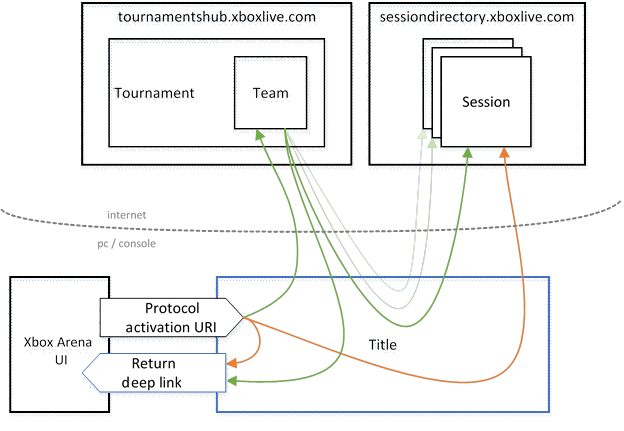 tournamentshub.xboxlive.com
sessiondirectory.xboxlive.com
Tournament
Team
Session
internet
pc / console
Xbox Arena
UI
Protocol
activation URI
Return
deep link
Title